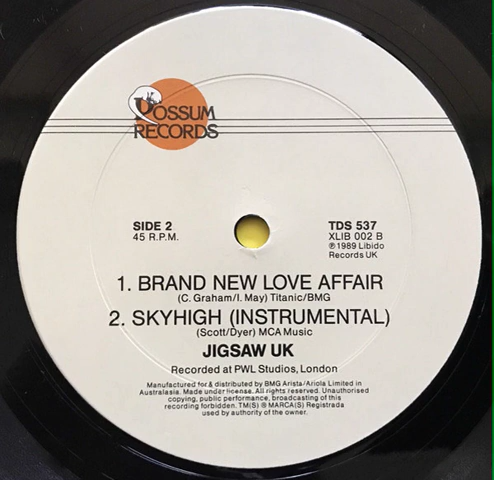 POSSUM
RECORDS
SIDE 2
45 R.P.M.
TDS 537
XLIB 002 B
℗ 1989 Libido
Records UK
1. BRAND NEW LOVE AFFAIR
(C. Graham/I. May) Titanic/BMG
2. SKYHIGH (INSTRUMENTAL)
(Scott/Dyer) MCA Music
JIGSAW UK
Recorded at PWL Studios, London
Manufactured for & distributed by BMG Arista/Ariola Limited in
Australasia. Made under license. All rights reserved. Unauthorised
copying, public performance, broadcasting of this
recording forbidden. TM(S) ® MARCA(S) Registrada
used by authority of the owner.